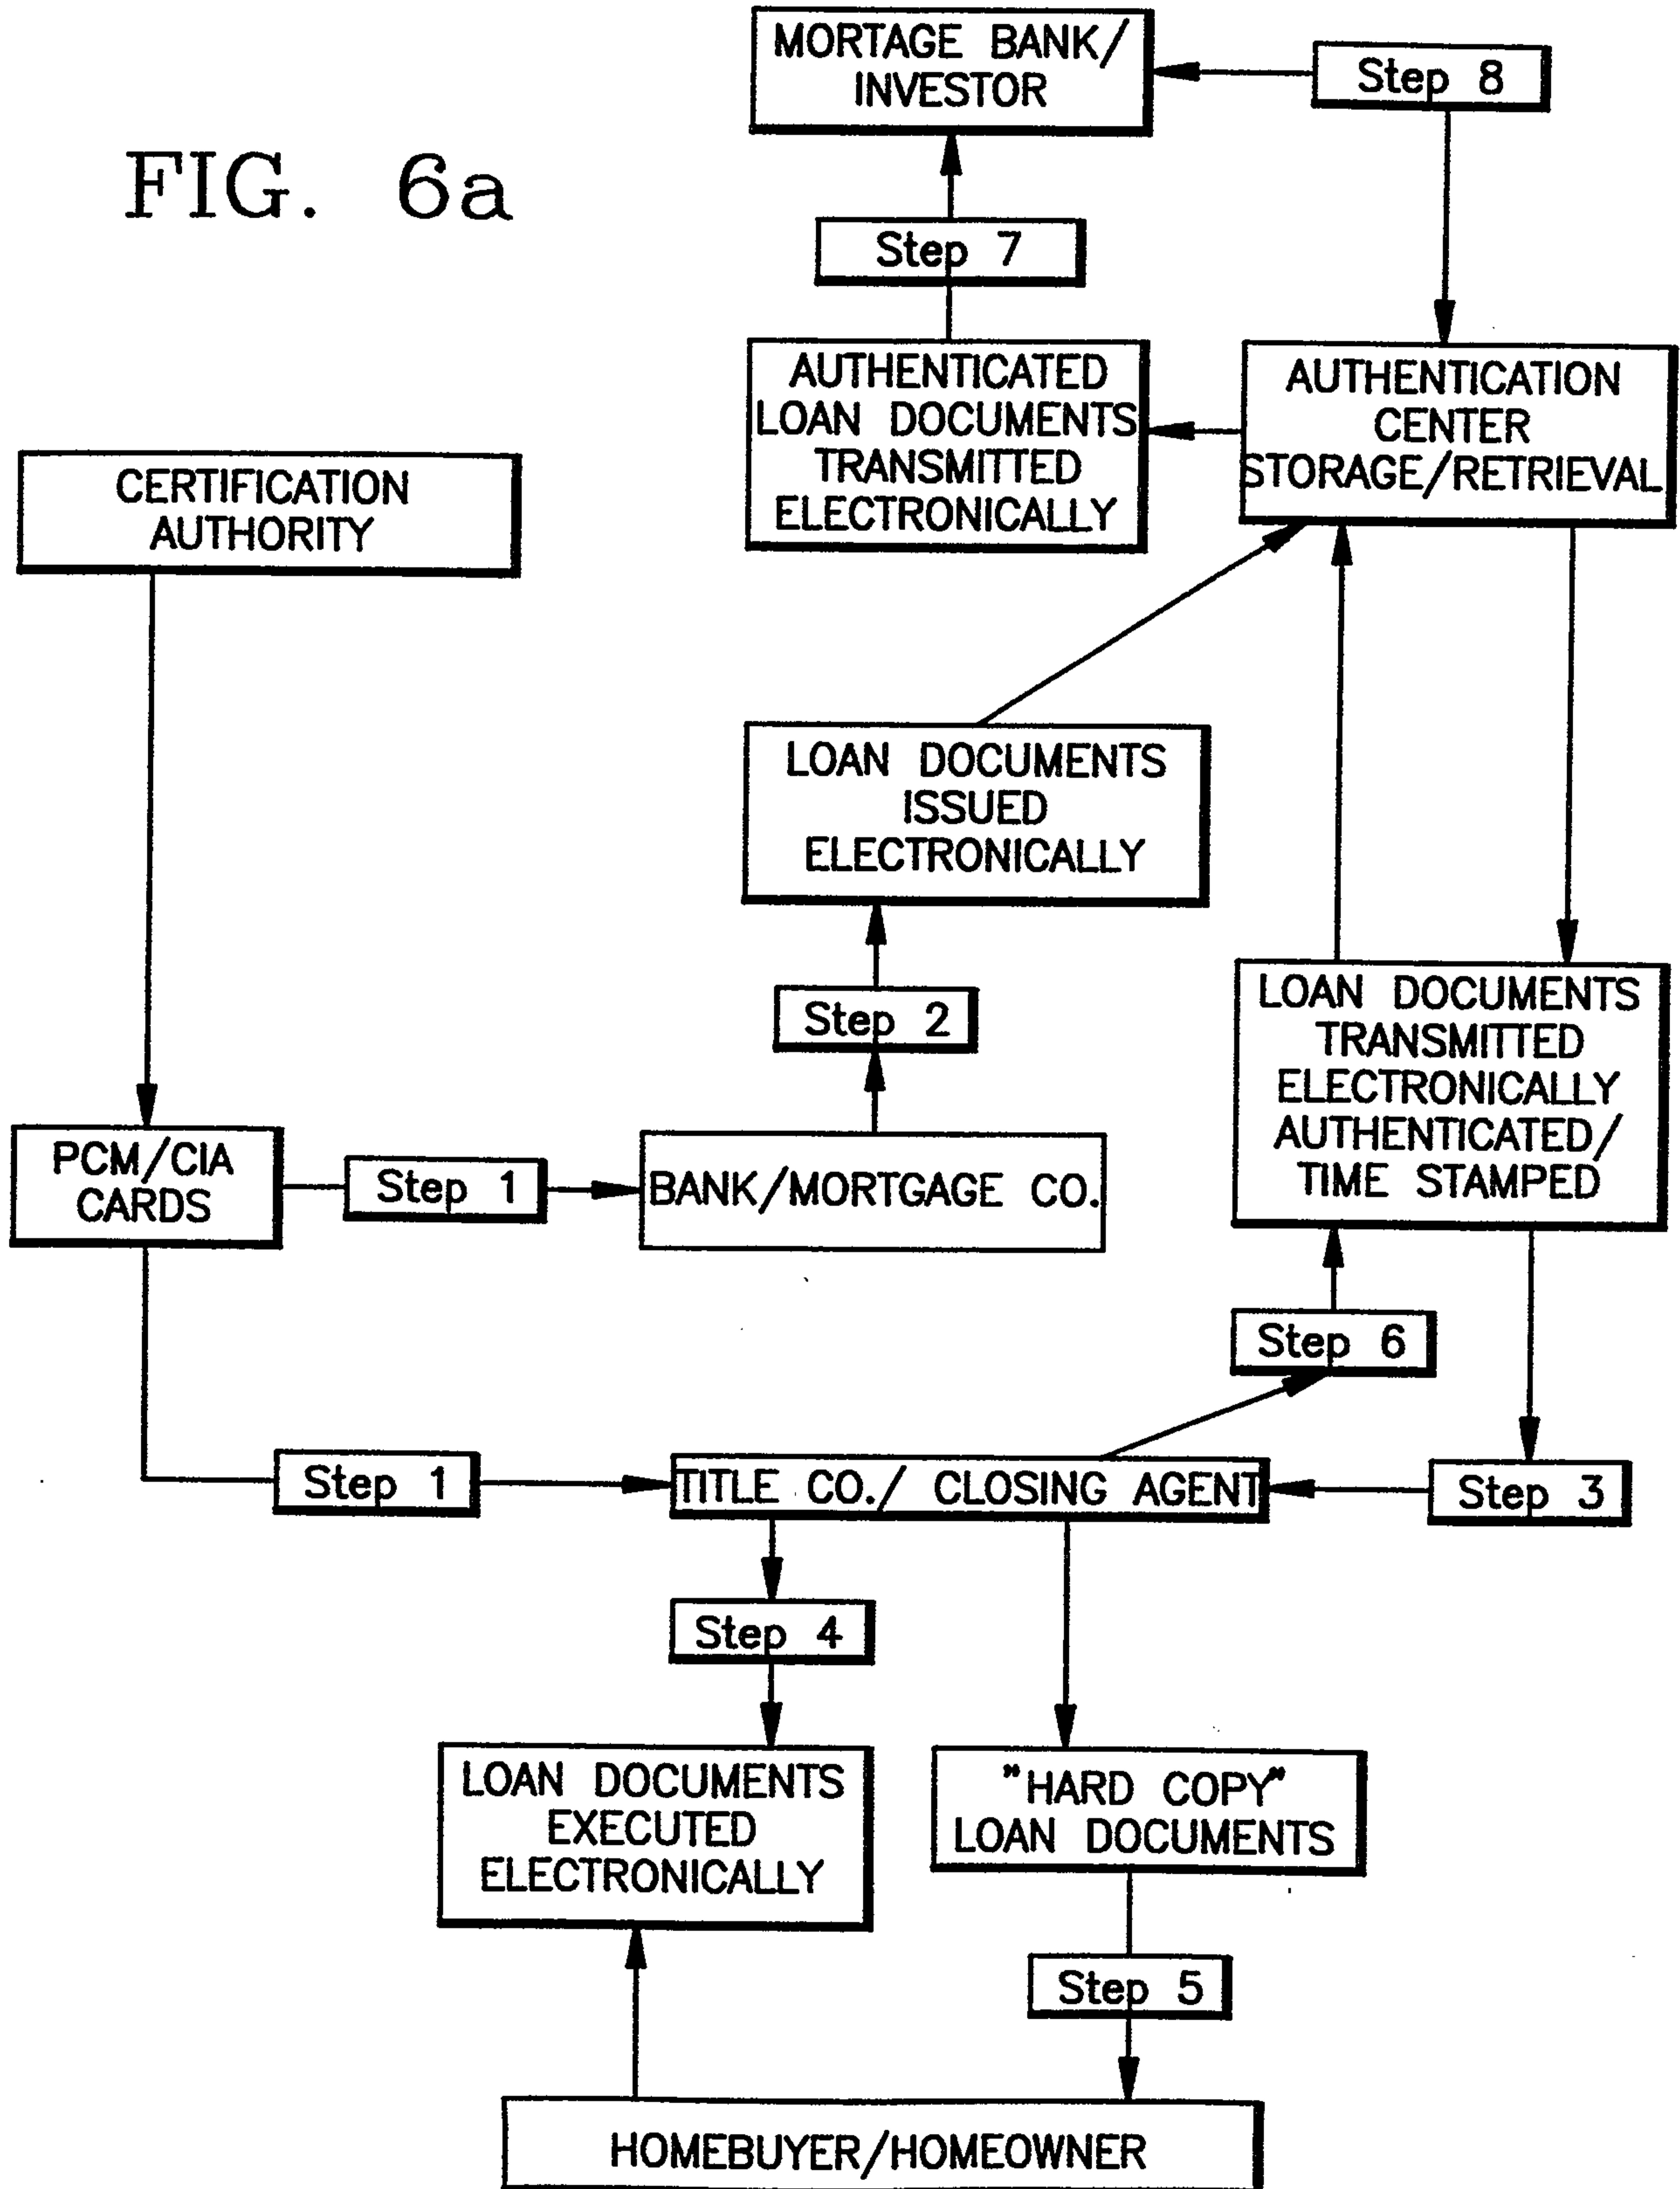 MORTAGE BANK/
INVESTOR
Step 8
FIG. 6a
Step 7
AUTHENTICATED
LOAN DOCUMENTS
TRANSMITTED
ELECTRONICALLY
AUTHENTICATION
CENTER
STORAGE/RETRIEVAL
CERTIFICATION
AUTHORITY
LOAN DOCUMENTS
ISSUED
ELECTRONICALLY
Step 2
LOAN DOCUMENTS
TRANSMITTED
ELECTRONICALLY
AUTHENTICATED/
TIME STAMPED
PCM/CIA
CARDS
Step 1
BANK/MORTGAGE CO.
Step 6
Step 1
TITLE CO./ CLOSING AGENT
Step 3
Step 4
LOAN DOCUMENTS
EXECUTED
ELECTRONICALLY
"HARD COPY"
LOAN DOCUMENTS
Step 5
HOMEBUYER/HOMEOWNER